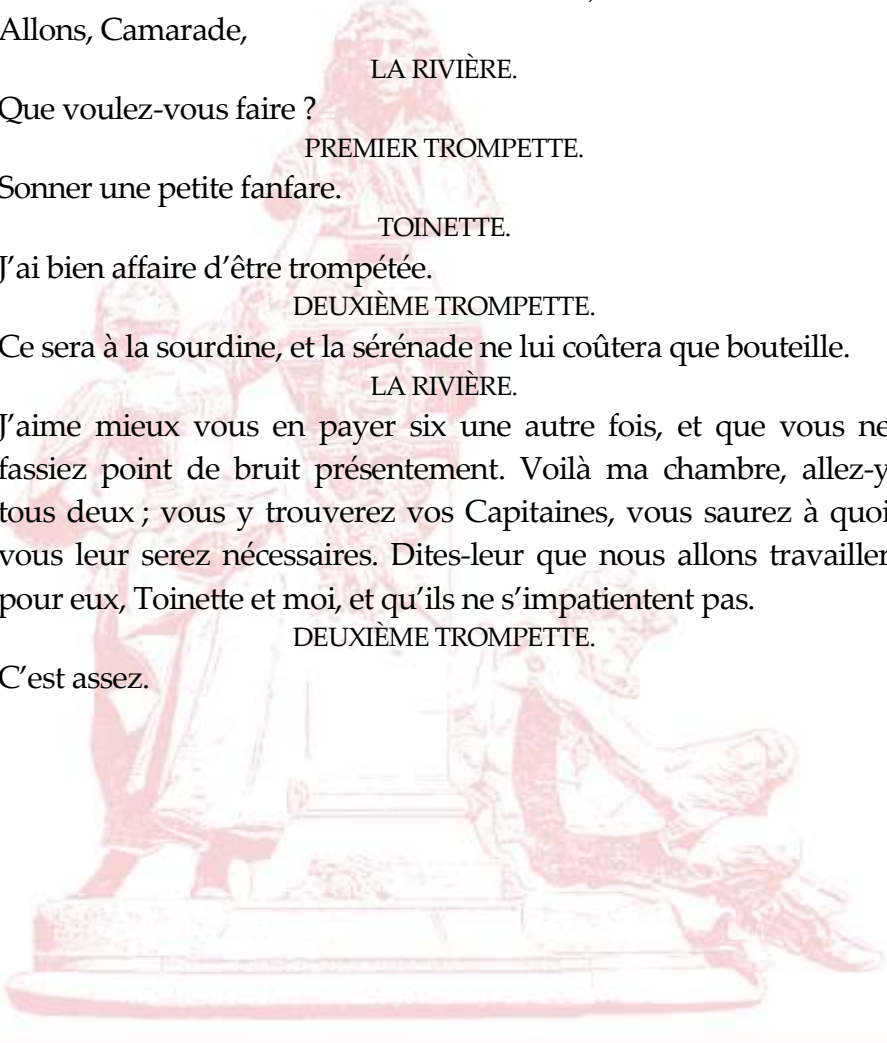 Allons, Camarade,
LA RIVIÈRE.
Que voulez-vous faire ?
PREMIER TROMPETTE.
Sonner une petite fanfare.
TOINETTE.
J’ai bien affaire d’être trompétée.
DEUXIÈME TROMPETTE.
Ce sera à la sourdine, et la sérénade ne lui coûtera que bouteille.
LA RIVIÈRE.
J’aime mieux vous en payer six une autre fois, et que vous ne
fassiez point de bruit présentement. Voilà ma chambre, allez-y
tous deux ; vous y trouverez vos Capitaines, vous saurez à quoi
vous leur serez nécessaires. Dites-leur que nous allons travailler
pour eux, Toinette et moi, et qu’ils ne s’impatientent pas.
DEUXIÈME TROMPETTE.
C’est assez.